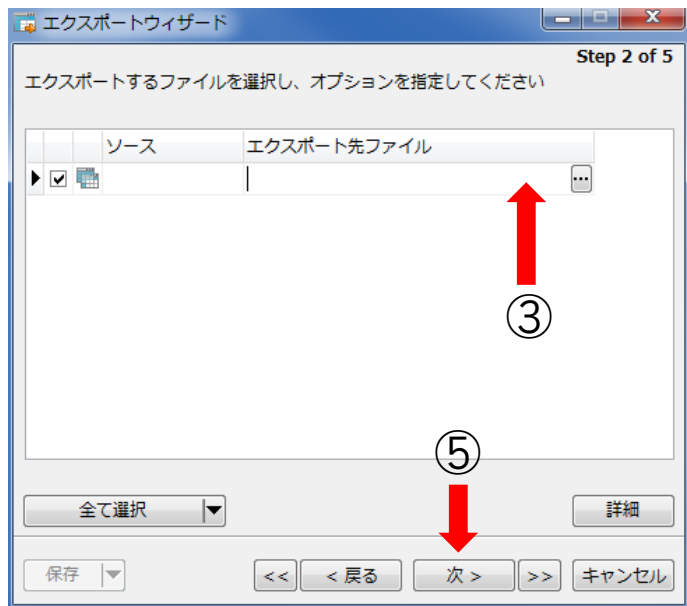 エクスポートウィザード
Step 2 of 5
エクスポートするファイルを選択し、オプションを指定してください
ソース エクスポート先ファイル
...
③
⑤
全て選択 詳細
保存 << < 戻る 次 > >> キャンセル